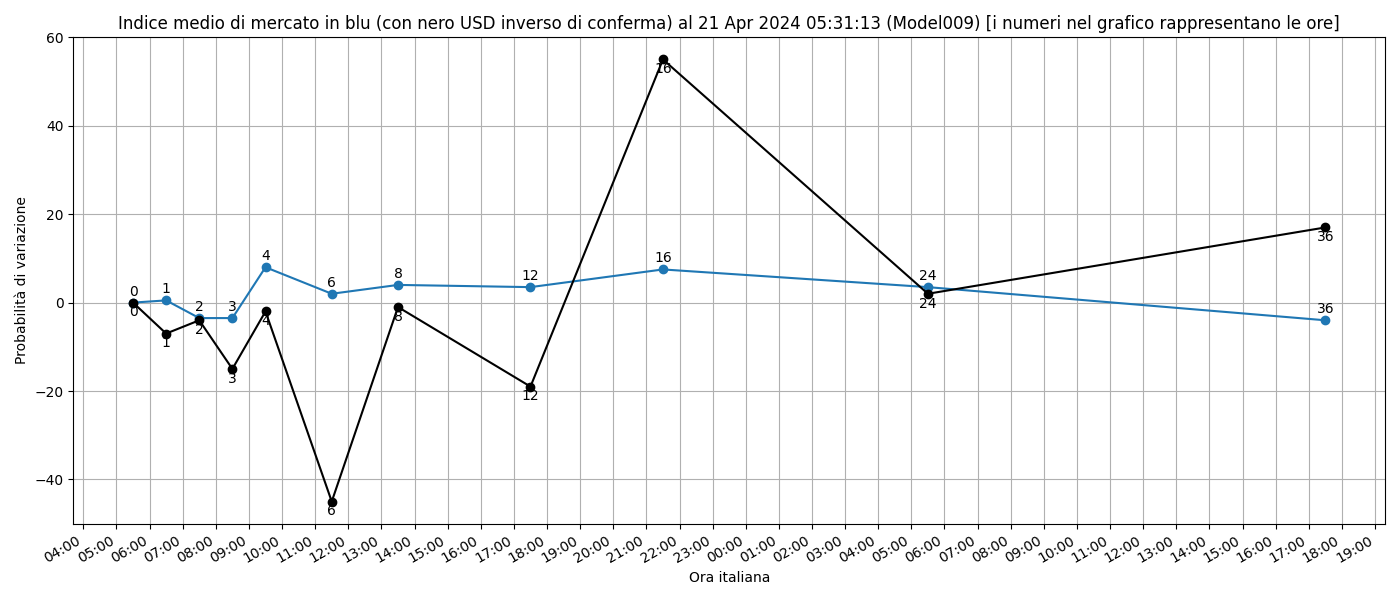 Indice medio di mercato in blu (con nero USD inverso di conferma) al 21 Apr 2024 05:31:13 (Model009) [i numeri nel grafico rappresentano le ore]
Probabilità di variazione
60
40
20
0
−20
−40
0 1 2 3 4 6 8 12 16 24 36
0 1 2 3 4 6 8 12 16 24 36
04:00 05:00 06:00 07:00 08:00 09:00 10:00 11:00 12:00 13:00 14:00 15:00 16:00 17:00 18:00 19:00 20:00 21:00 22:00 23:00 00:00 01:00 02:00 03:00 04:00 05:00 06:00 07:00 08:00 09:00 10:00 11:00 12:00 13:00 14:00 15:00 16:00 17:00 18:00 19:00
Ora italiana